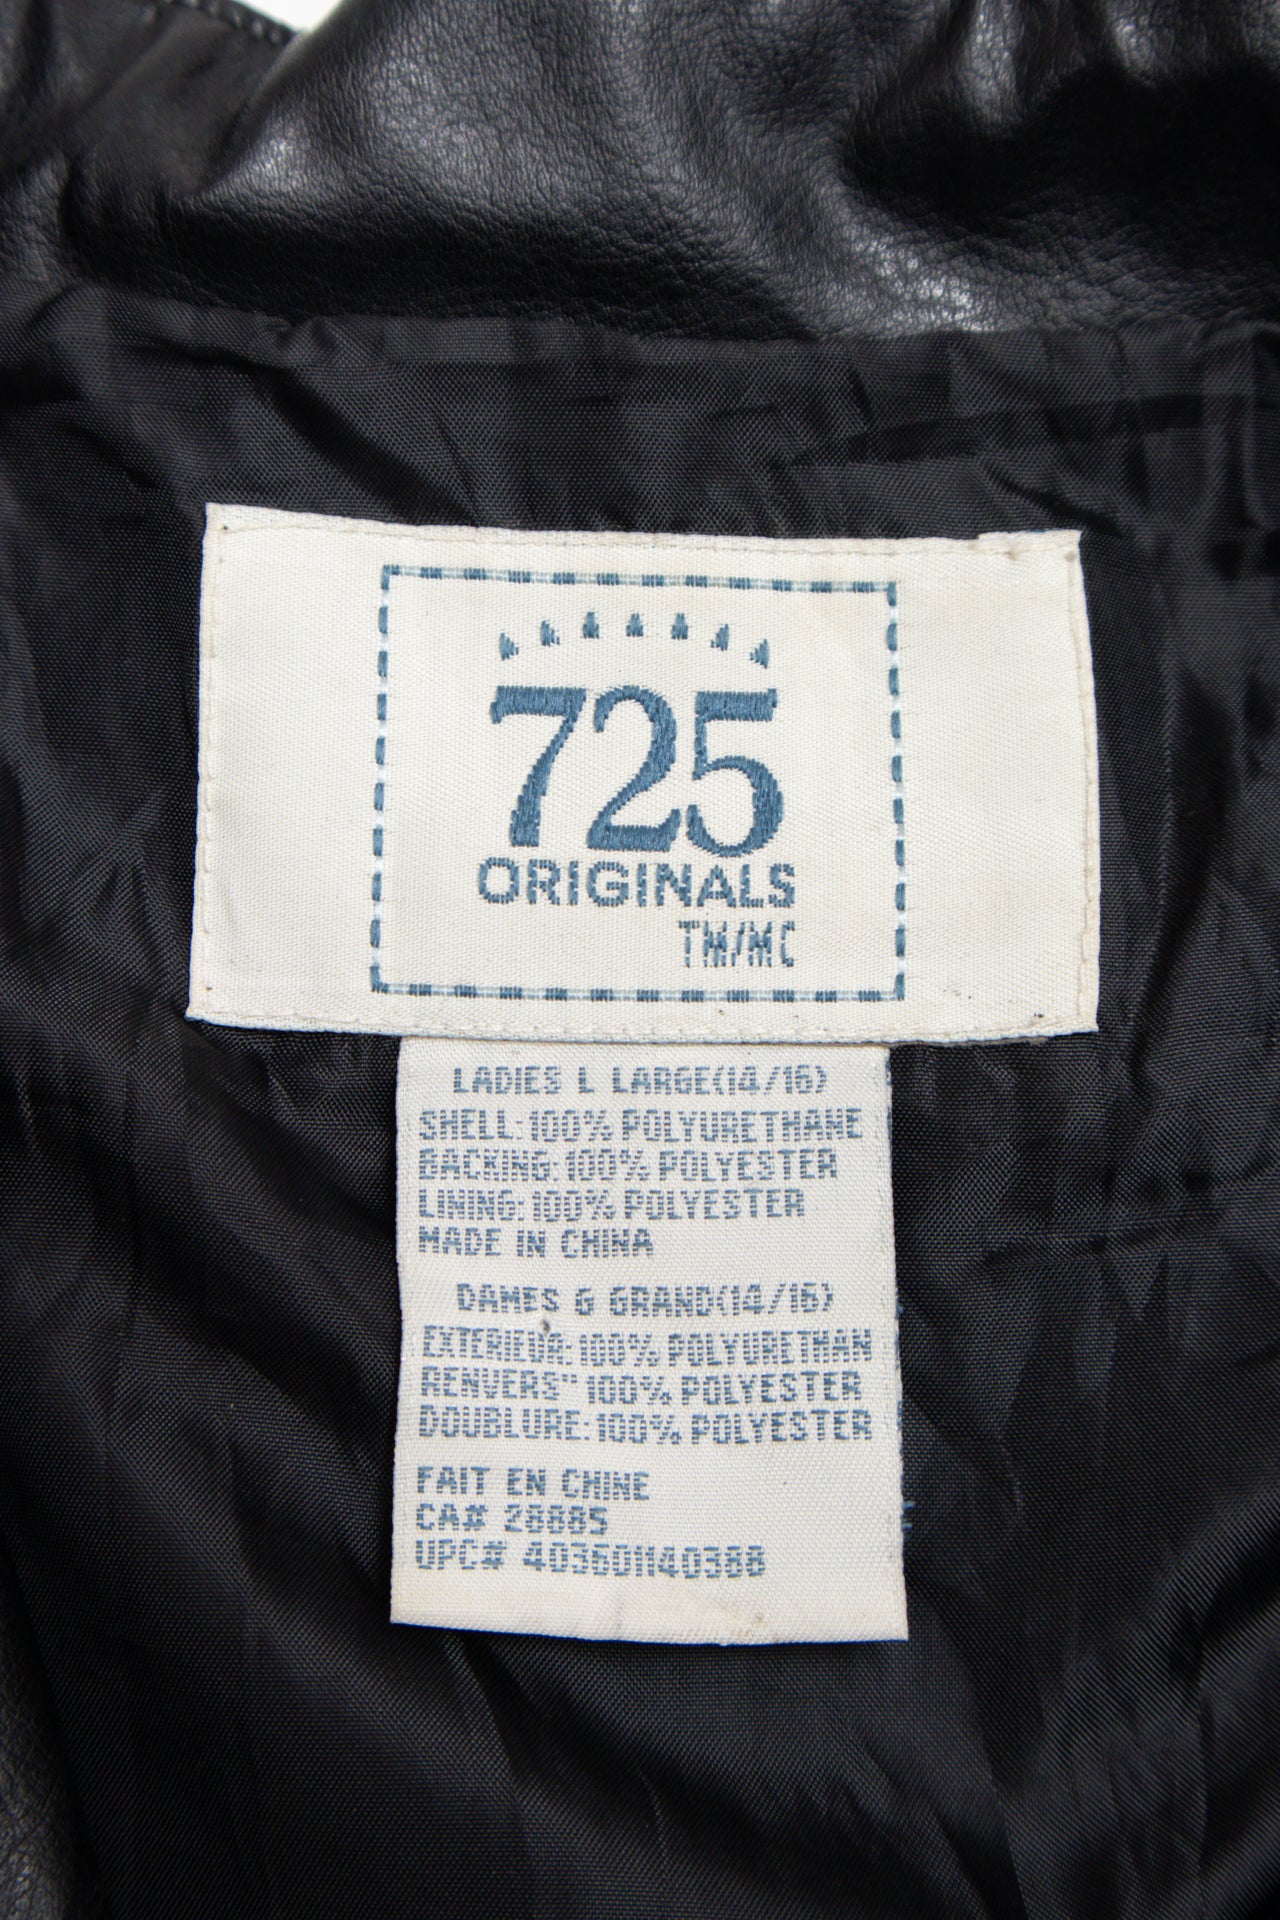 725
ORIGINALS
TM/MC
LADIES L LARGE(14/16)
SHELL:100% POLYURETHANE
BACKING:100% POLYESTER
LINING:100% POLYESTER
MADE IN CHINA
DAMES G GRAND(14/16)
EXTERIEUR:100% POLYURETHAN
RENVERS"100% POLYESTER
DOUBLURE:100% POLYESTER
FAIT EN CHINE
CA# 28885
UPC# 403601140388